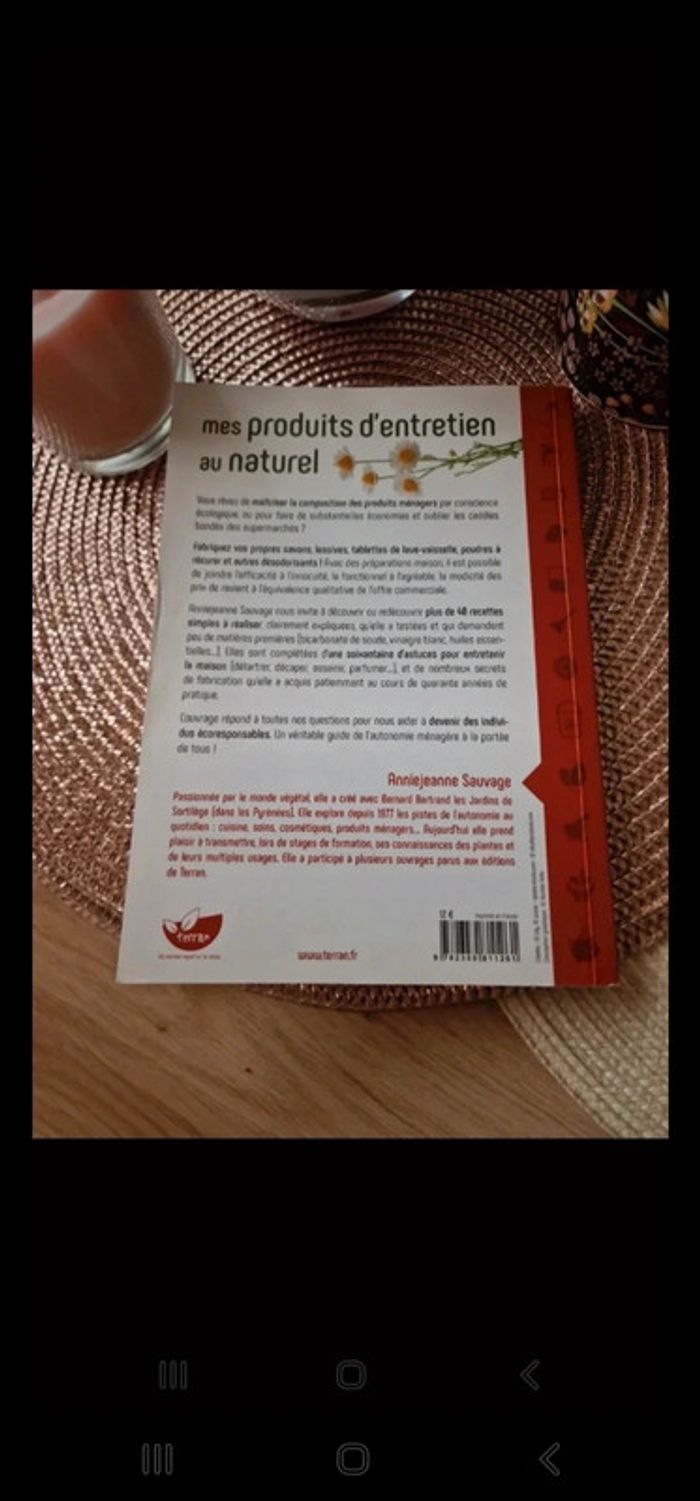 mes produits d'entretien
au naturel
Vous rêvez de maîtriser la composition des produits ménagers par conscience
écologique, ou pour faire de substantielles économies et oublier les caddies
bondés des supermarchés ?
Fabriquez vos propres savons, lessives, tablettes de lave-vaisselle, poudres à
récurer et autres désodorisants ! Avec des préparations maison, il est possible
de joindre l'efficacité à l'innocuité, le fonctionnel à l'agréable, la modicité des
prix de revient à l'équivalence qualitative de l'offre commerciale.
Anniejeanne Sauvage nous invite à découvrir ou redécouvrir plus de 40 recettes
simples à réaliser, clairement expliquées, qu'elle a testées et qui demandent
peu de matières premières (bicarbonate de soude, vinaigre blanc, huiles essen-
tielles...). Elles sont complétées d'une soixantaine d'astuces pour entretenir
la maison (détartrer, décaper, assainir, parfumer...), et de nombreux secrets
de fabrication qu'elle a acquis patiemment au cours de quarante années de
pratique.
L'ouvrage répond à toutes nos questions pour nous aider à devenir des indivi-
dus écoresponsables. Un véritable guide de l'autonomie ménagère à la portée
de tous !
Anniejeanne Sauvage
Passionnée par le monde végétal, elle a créé avec Bernard Bertrand les Jardins de
Sortilège (dans les Pyrénées). Elle explore depuis 1977 les pistes de l'autonomie au
quotidien : cuisine, soins, cosmétiques, produits ménagers... Aujourd'hui elle prend
plaisir à transmettre, lors de stages de formation, ses connaissances des plantes et
de leurs multiples usages. Elle a participé à plusieurs ouvrages parus aux éditions
de Terran.
12 €
Imprimé en France
terran
www.terran.fr